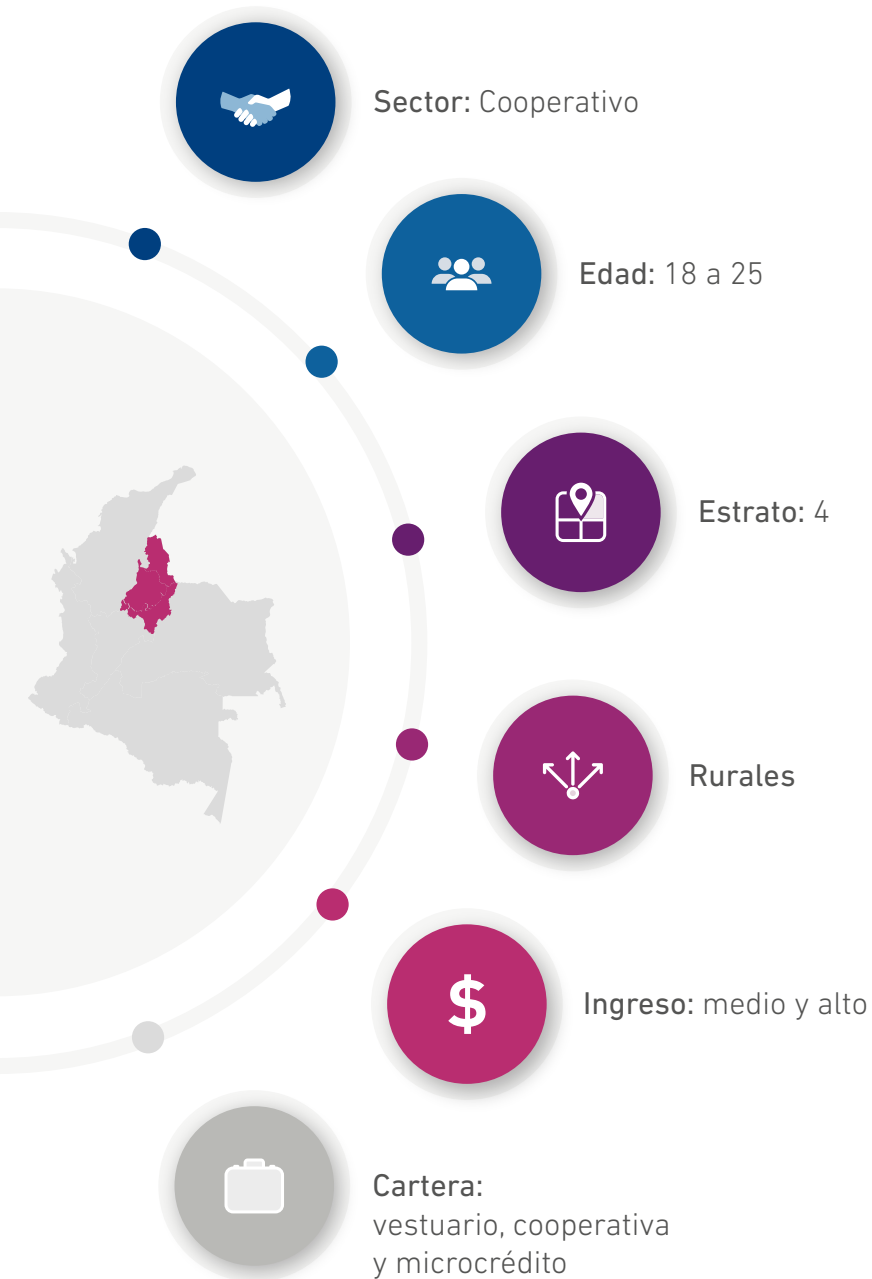 Sector: Cooperativo
Edad: 18 a 25
Estrato: 4
Rurales
$
Ingreso: medio y alto
Cartera:
vestuario, cooperativa
y microcrédito